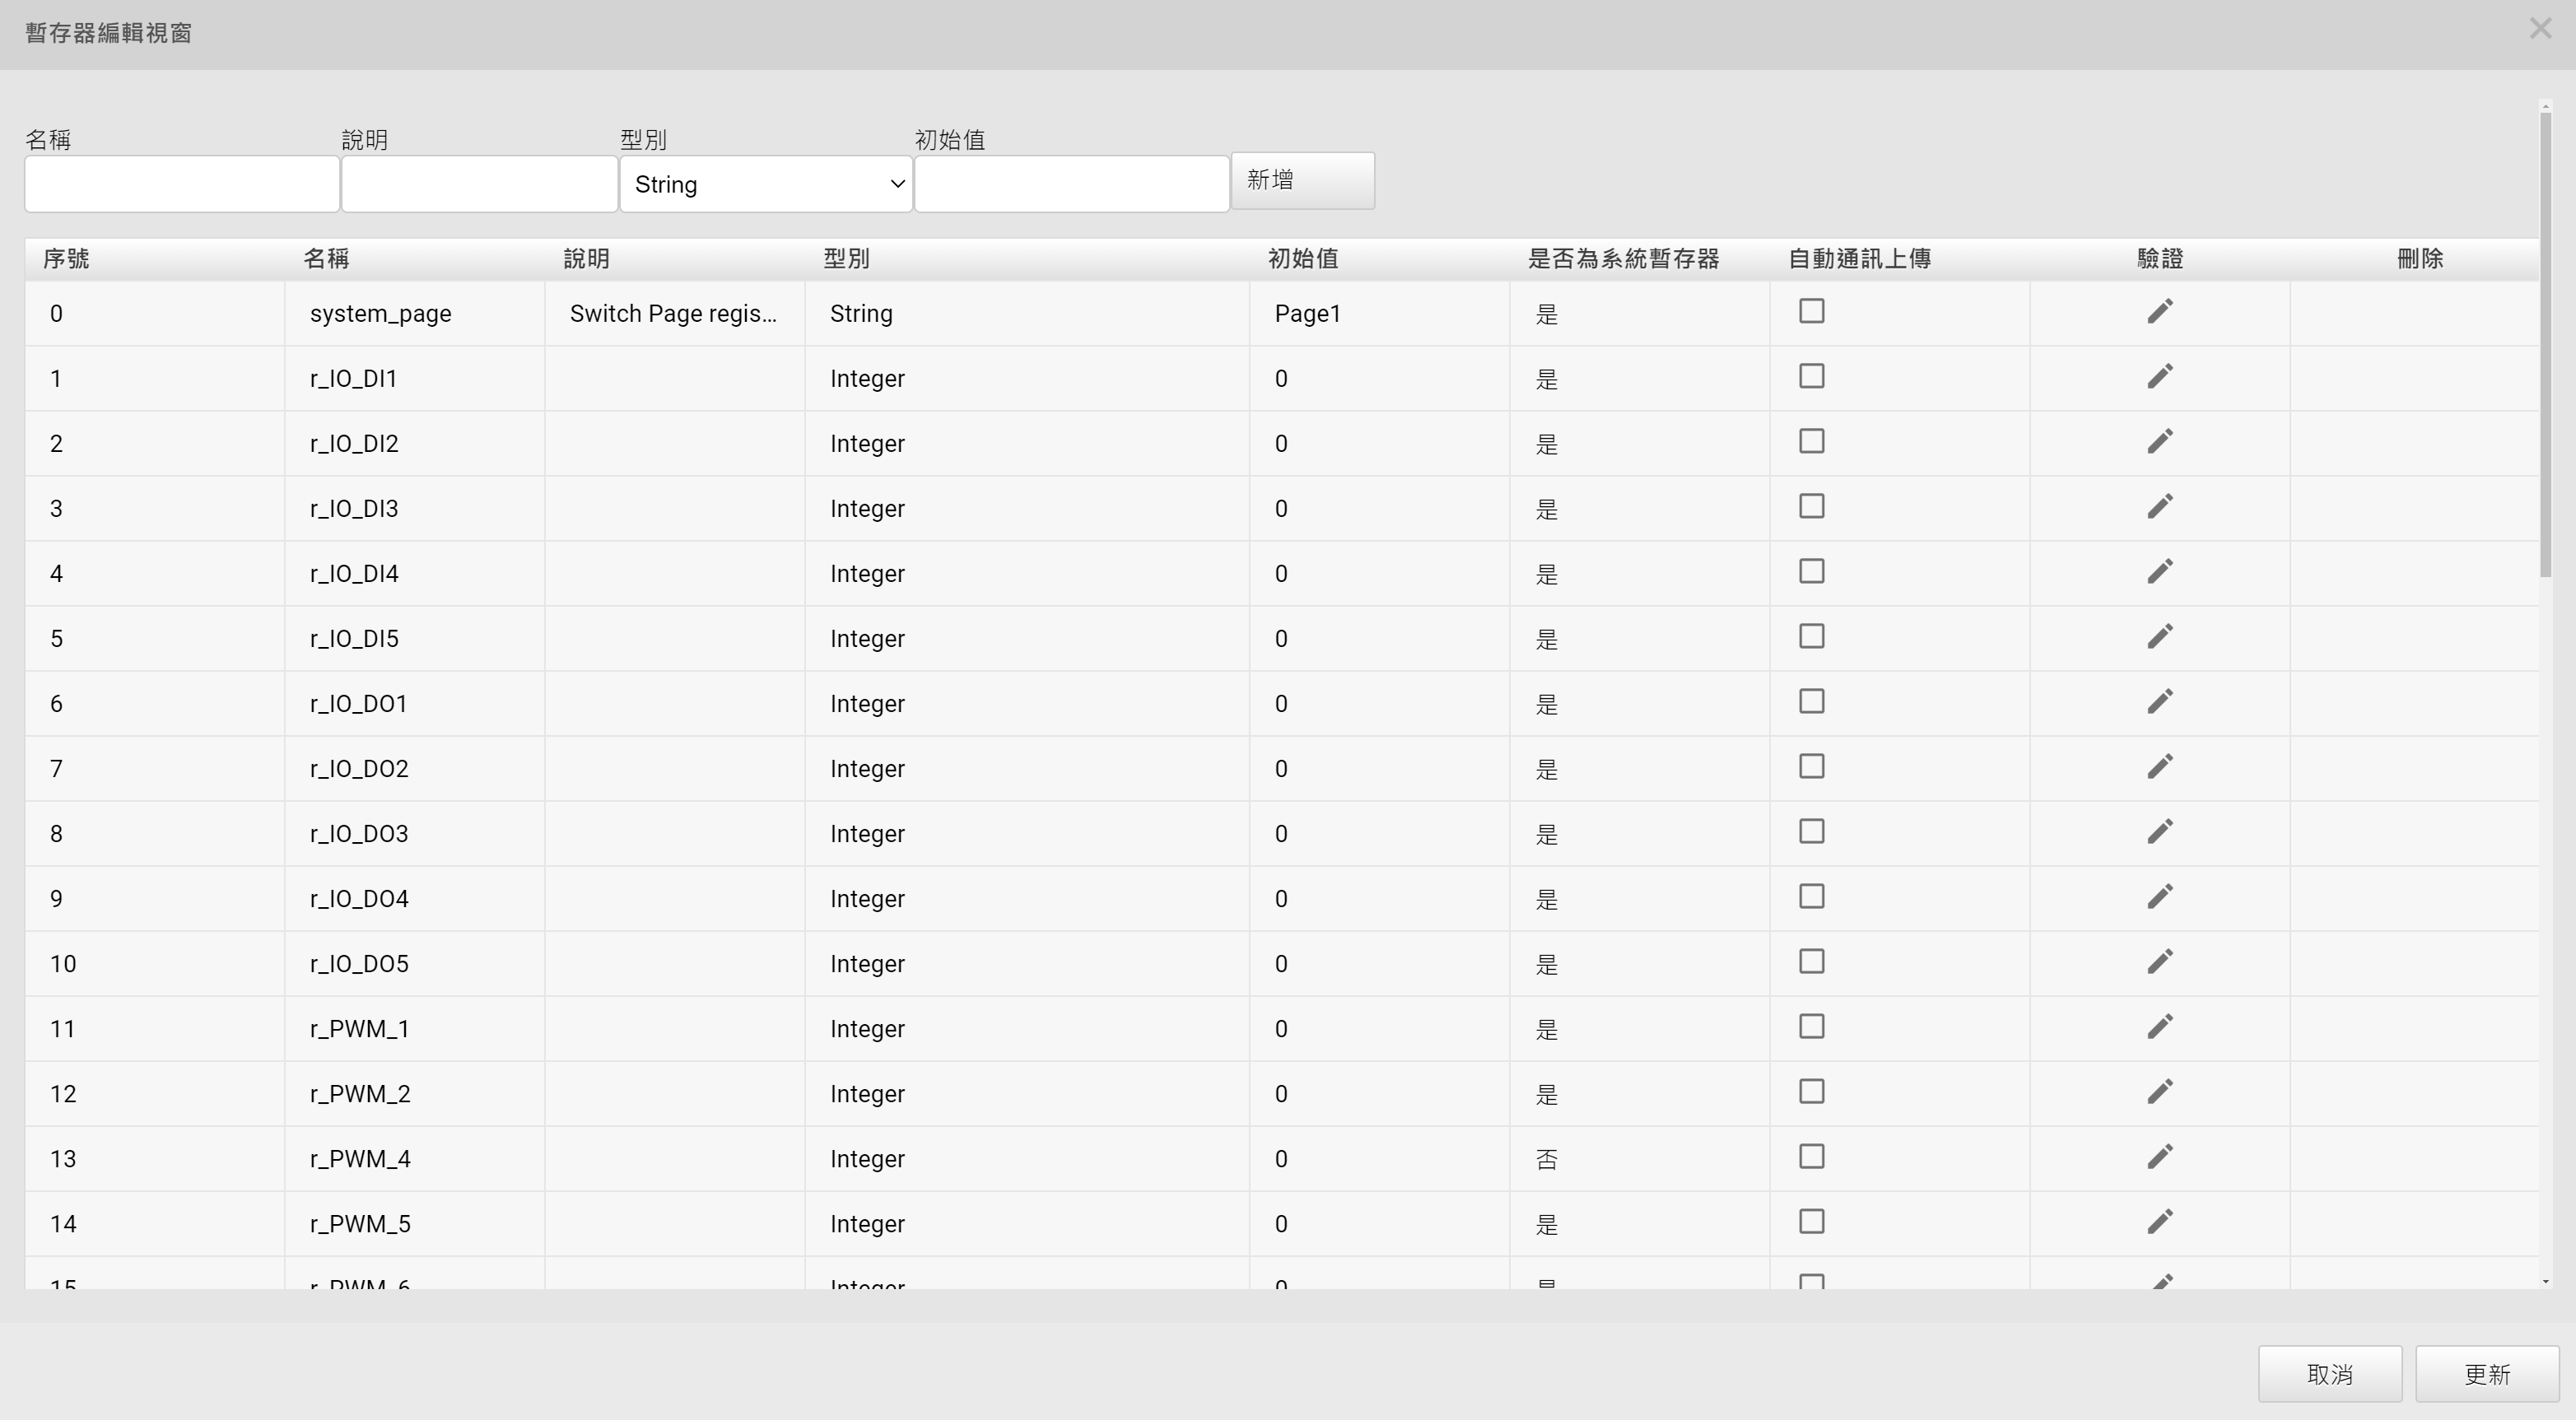 暫存器編輯視窗
名稱 說明 型別 初始值
String 新增
序號 名稱 說明 型別 初始值 是否為系統暫存器 自動通訊上傳 驗證 刪除
0 system_page Switch Page regis... String Page1 是
1 r_IO_DI1 Integer 0 是
2 r_IO_DI2 Integer 0 是
3 r_IO_DI3 Integer 0 是
4 r_IO_DI4 Integer 0 是
5 r_IO_DI5 Integer 0 是
6 r_IO_DO1 Integer 0 是
7 r_IO_DO2 Integer 0 是
8 r_IO_DO3 Integer 0 是
9 r_IO_DO4 Integer 0 是
10 r_IO_DO5 Integer 0 是
11 r_PWM_1 Integer 0 是
12 r_PWM_2 Integer 0 是
13 r_PWM_4 Integer 0 否
14 r_PWM_5 Integer 0 是
15 r_PWM_6 Integer 0 是
取消 更新